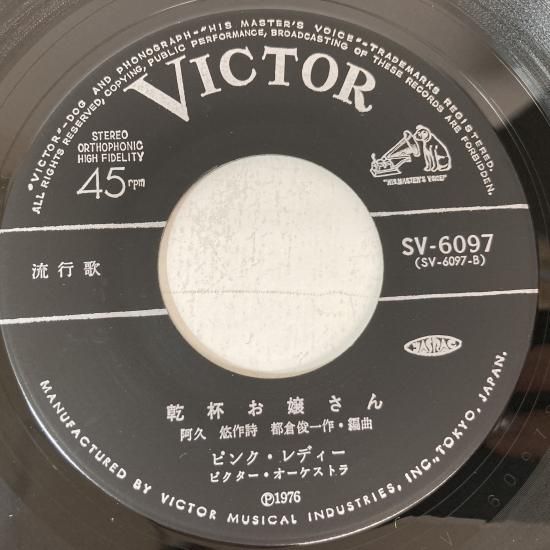 "VICTOR"-DOG AND PHONOGRAPH-"HIS MASTER'S VOICE"-TRADEMARKS REGISTERED.
ALL RIGHTS RESERVED, COPYING, PUBLIC PERFORMANCE, BROADCASTING OF THESE RECORDS ARE FORBIDDEN.
VICTOR
STEREO
ORTHOPHONIC
HIGH FIDELITY
45 rpm
"HIS MASTER'S VOICE"
流行歌
SV-6097
(SV-6097-B)
JASRAC
乾杯お嬢さん
阿久 悠作詩 都倉俊一作・編曲
ピンク・レディー
ビクター・オーケストラ
Ⓟ1976
MANUFACTURED BY VICTOR MUSICAL INDUSTRIES, INC., TOKYO, JAPAN.